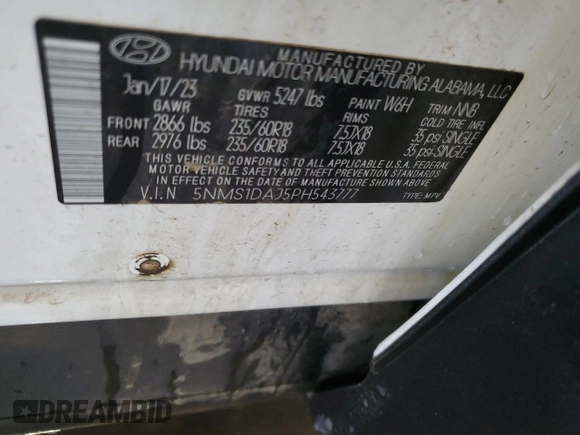 MANUFACTURED BY
HYUNDAI MOTOR MANUFACTURING ALABAMA, LLC
Jan/17/23 GVWR 5247 lbs PAINT W6H TRIM NNB
GAWR TIRES RIMS COLD TIRE INFL
FRONT 2866 lbs 235/60R18 7.5JX18 35 psi SINGLE
REAR 2976 lbs 235/60R18 7.5JX18 35 psi SINGLE
THIS VEHICLE CONFORMS TO ALL APPLICABLE U.S.A. FEDERAL
MOTOR VEHICLE SAFETY AND THEFT PREVENTION STANDARDS
IN EFFECT ON THE DATE OF MANUFACTURE SHOWN ABOVE.
V.I.N 5NMS1DAJ5PH543777 TYPE: MPV
DREAMBID